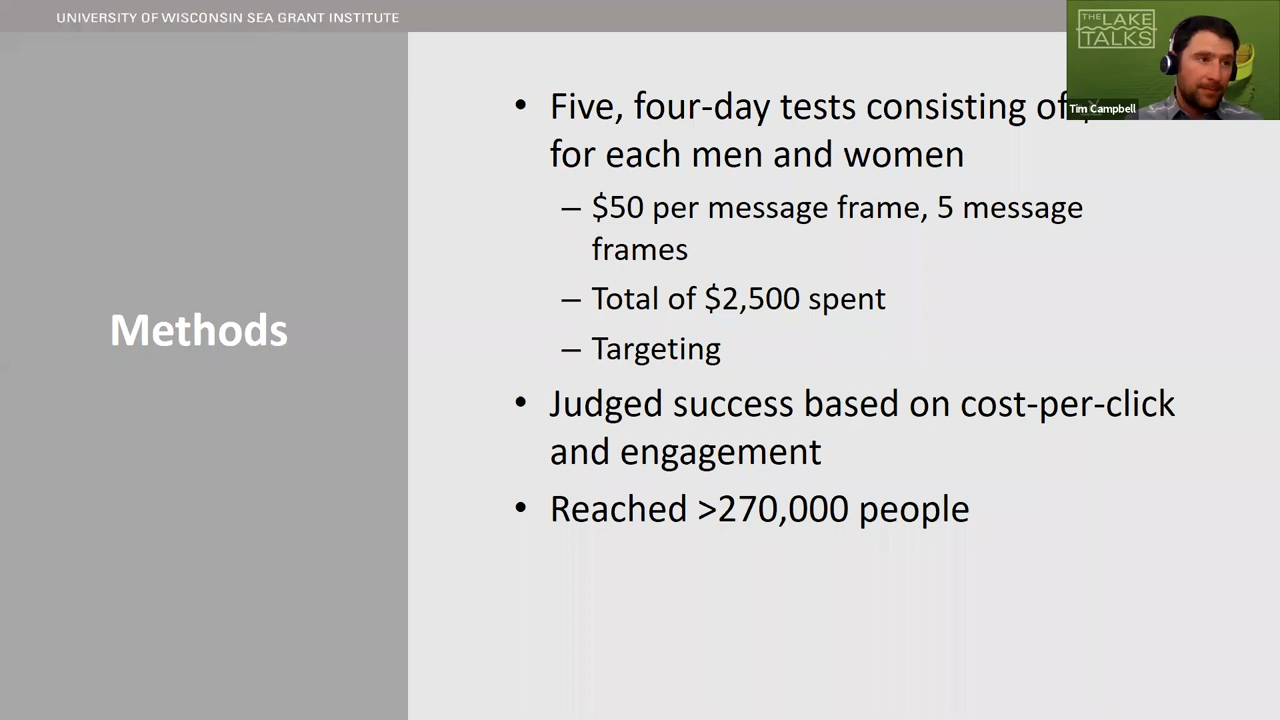 UNIVERSITY OF WISCONSIN SEA GRANT INSTITUTE
THE LAKE
TALKS
Tim Campbell
• Five, four-day tests consisting of
for each men and women
– $50 per message frame, 5 message
frames
– Total of $2,500 spent
– Targeting
Methods
• Judged success based on cost-per-click
and engagement
• Reached >270,000 people